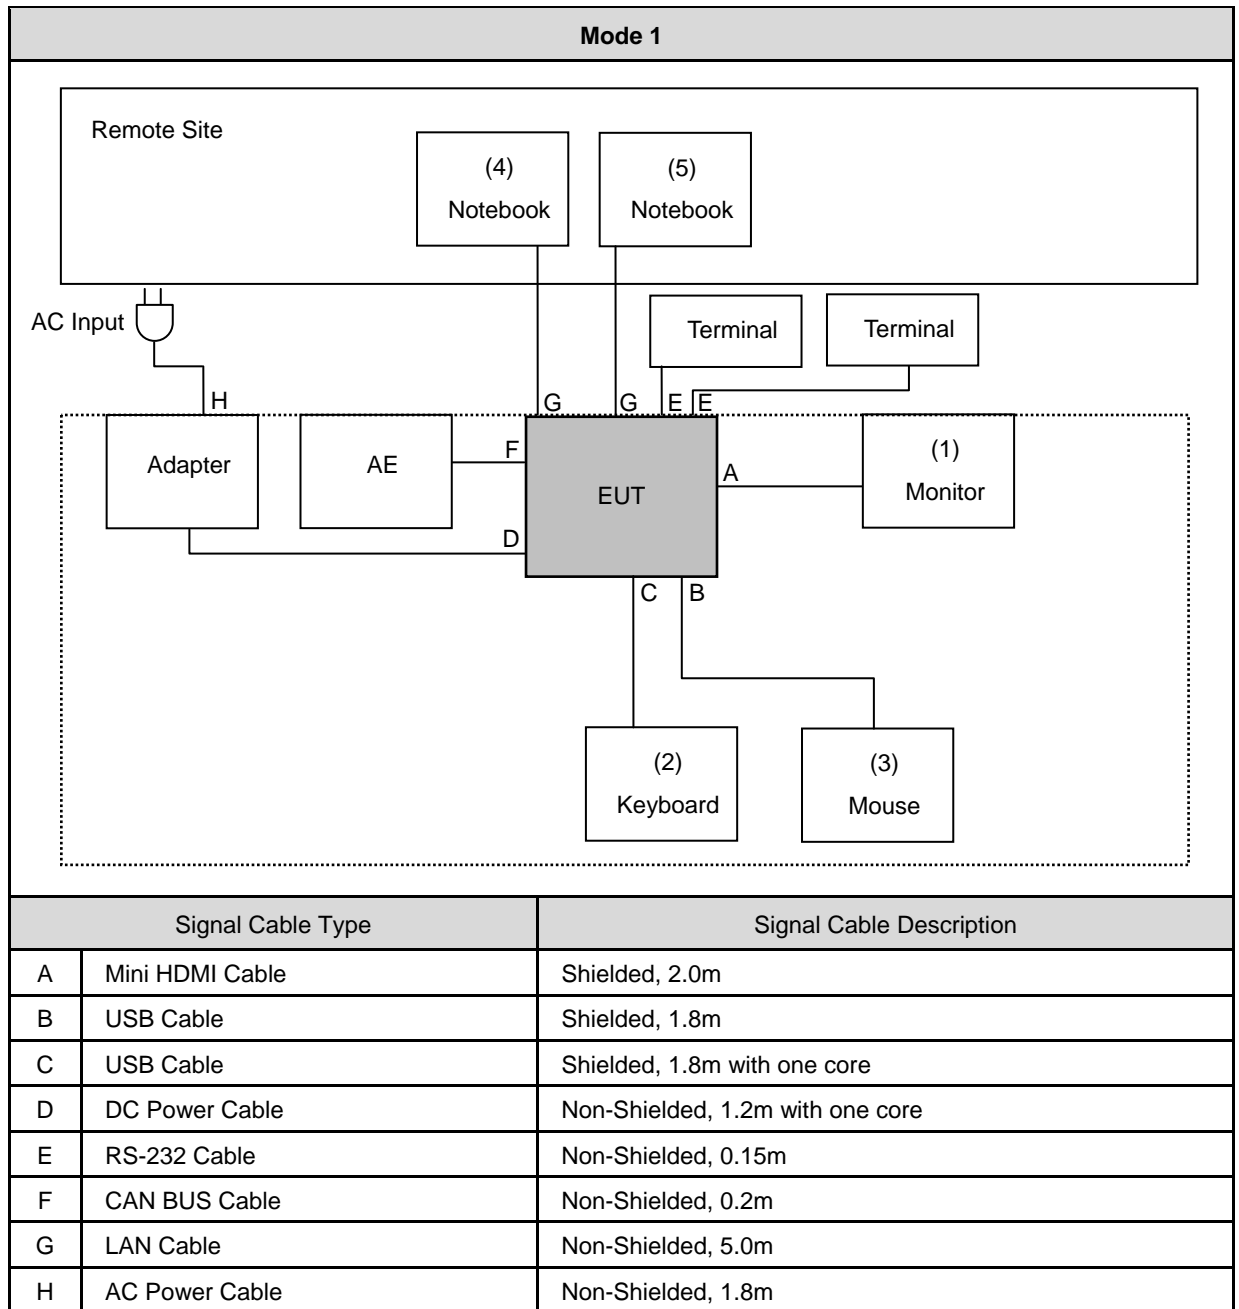 Mode 1
Remote Site
(4)
Notebook
(5)
Notebook
AC Input
Terminal
Terminal
H
G
G
E
E
Adapter
AE
F
D
EUT
A
(1)
Monitor
C
B
(2)
Keyboard
(3)
Mouse
Signal Cable Type Signal Cable Description
A Mini HDMI Cable Shielded, 2.0m
B USB Cable Shielded, 1.8m
C USB Cable Shielded, 1.8m with one core
D DC Power Cable Non-Shielded, 1.2m with one core
E RS-232 Cable Non-Shielded, 0.15m
F CAN BUS Cable Non-Shielded, 0.2m
G LAN Cable Non-Shielded, 5.0m
H AC Power Cable Non-Shielded, 1.8m